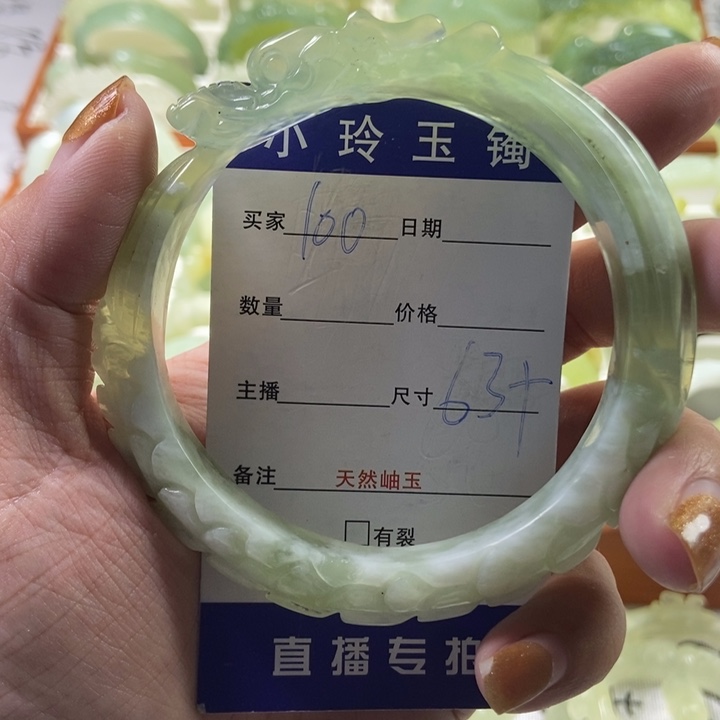 小玲玉镯
买家 100 日期
数量 价格
主播 尺寸 63+
备注 天然岫玉
□有裂
直播专拍